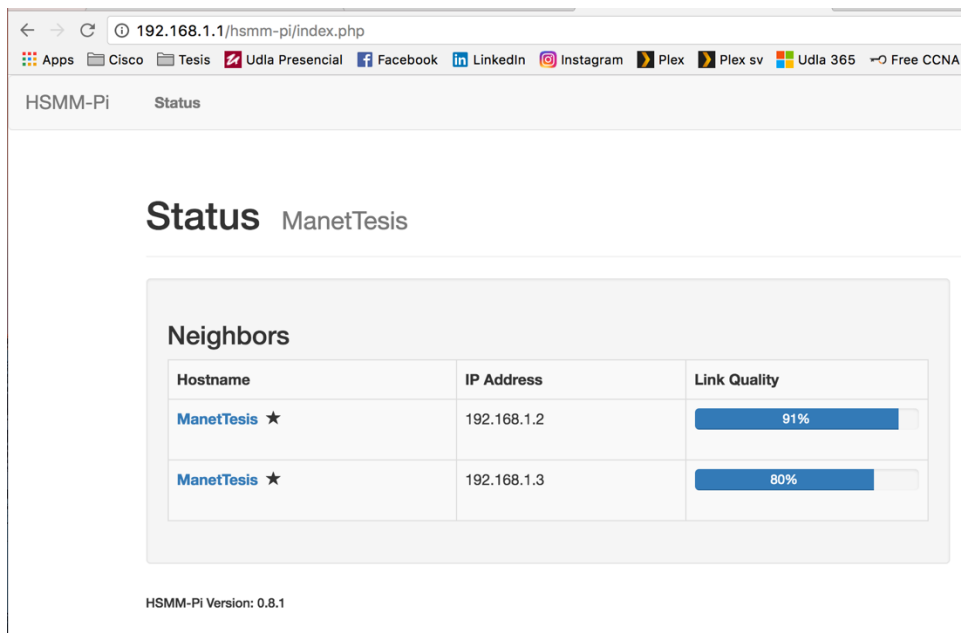 192.168.1.1/hsmm-pi/index.php
Apps Cisco Tesis Udla Presencial Facebook LinkedIn Instagram Plex Plex sv Udla 365 Free CCNA
HSMM-Pi Status
Status ManetTesis
Neighbors
Hostname IP Address Link Quality
ManetTesis ★ 192.168.1.2 91%
ManetTesis ★ 192.168.1.3 80%
HSMM-Pi Version: 0.8.1